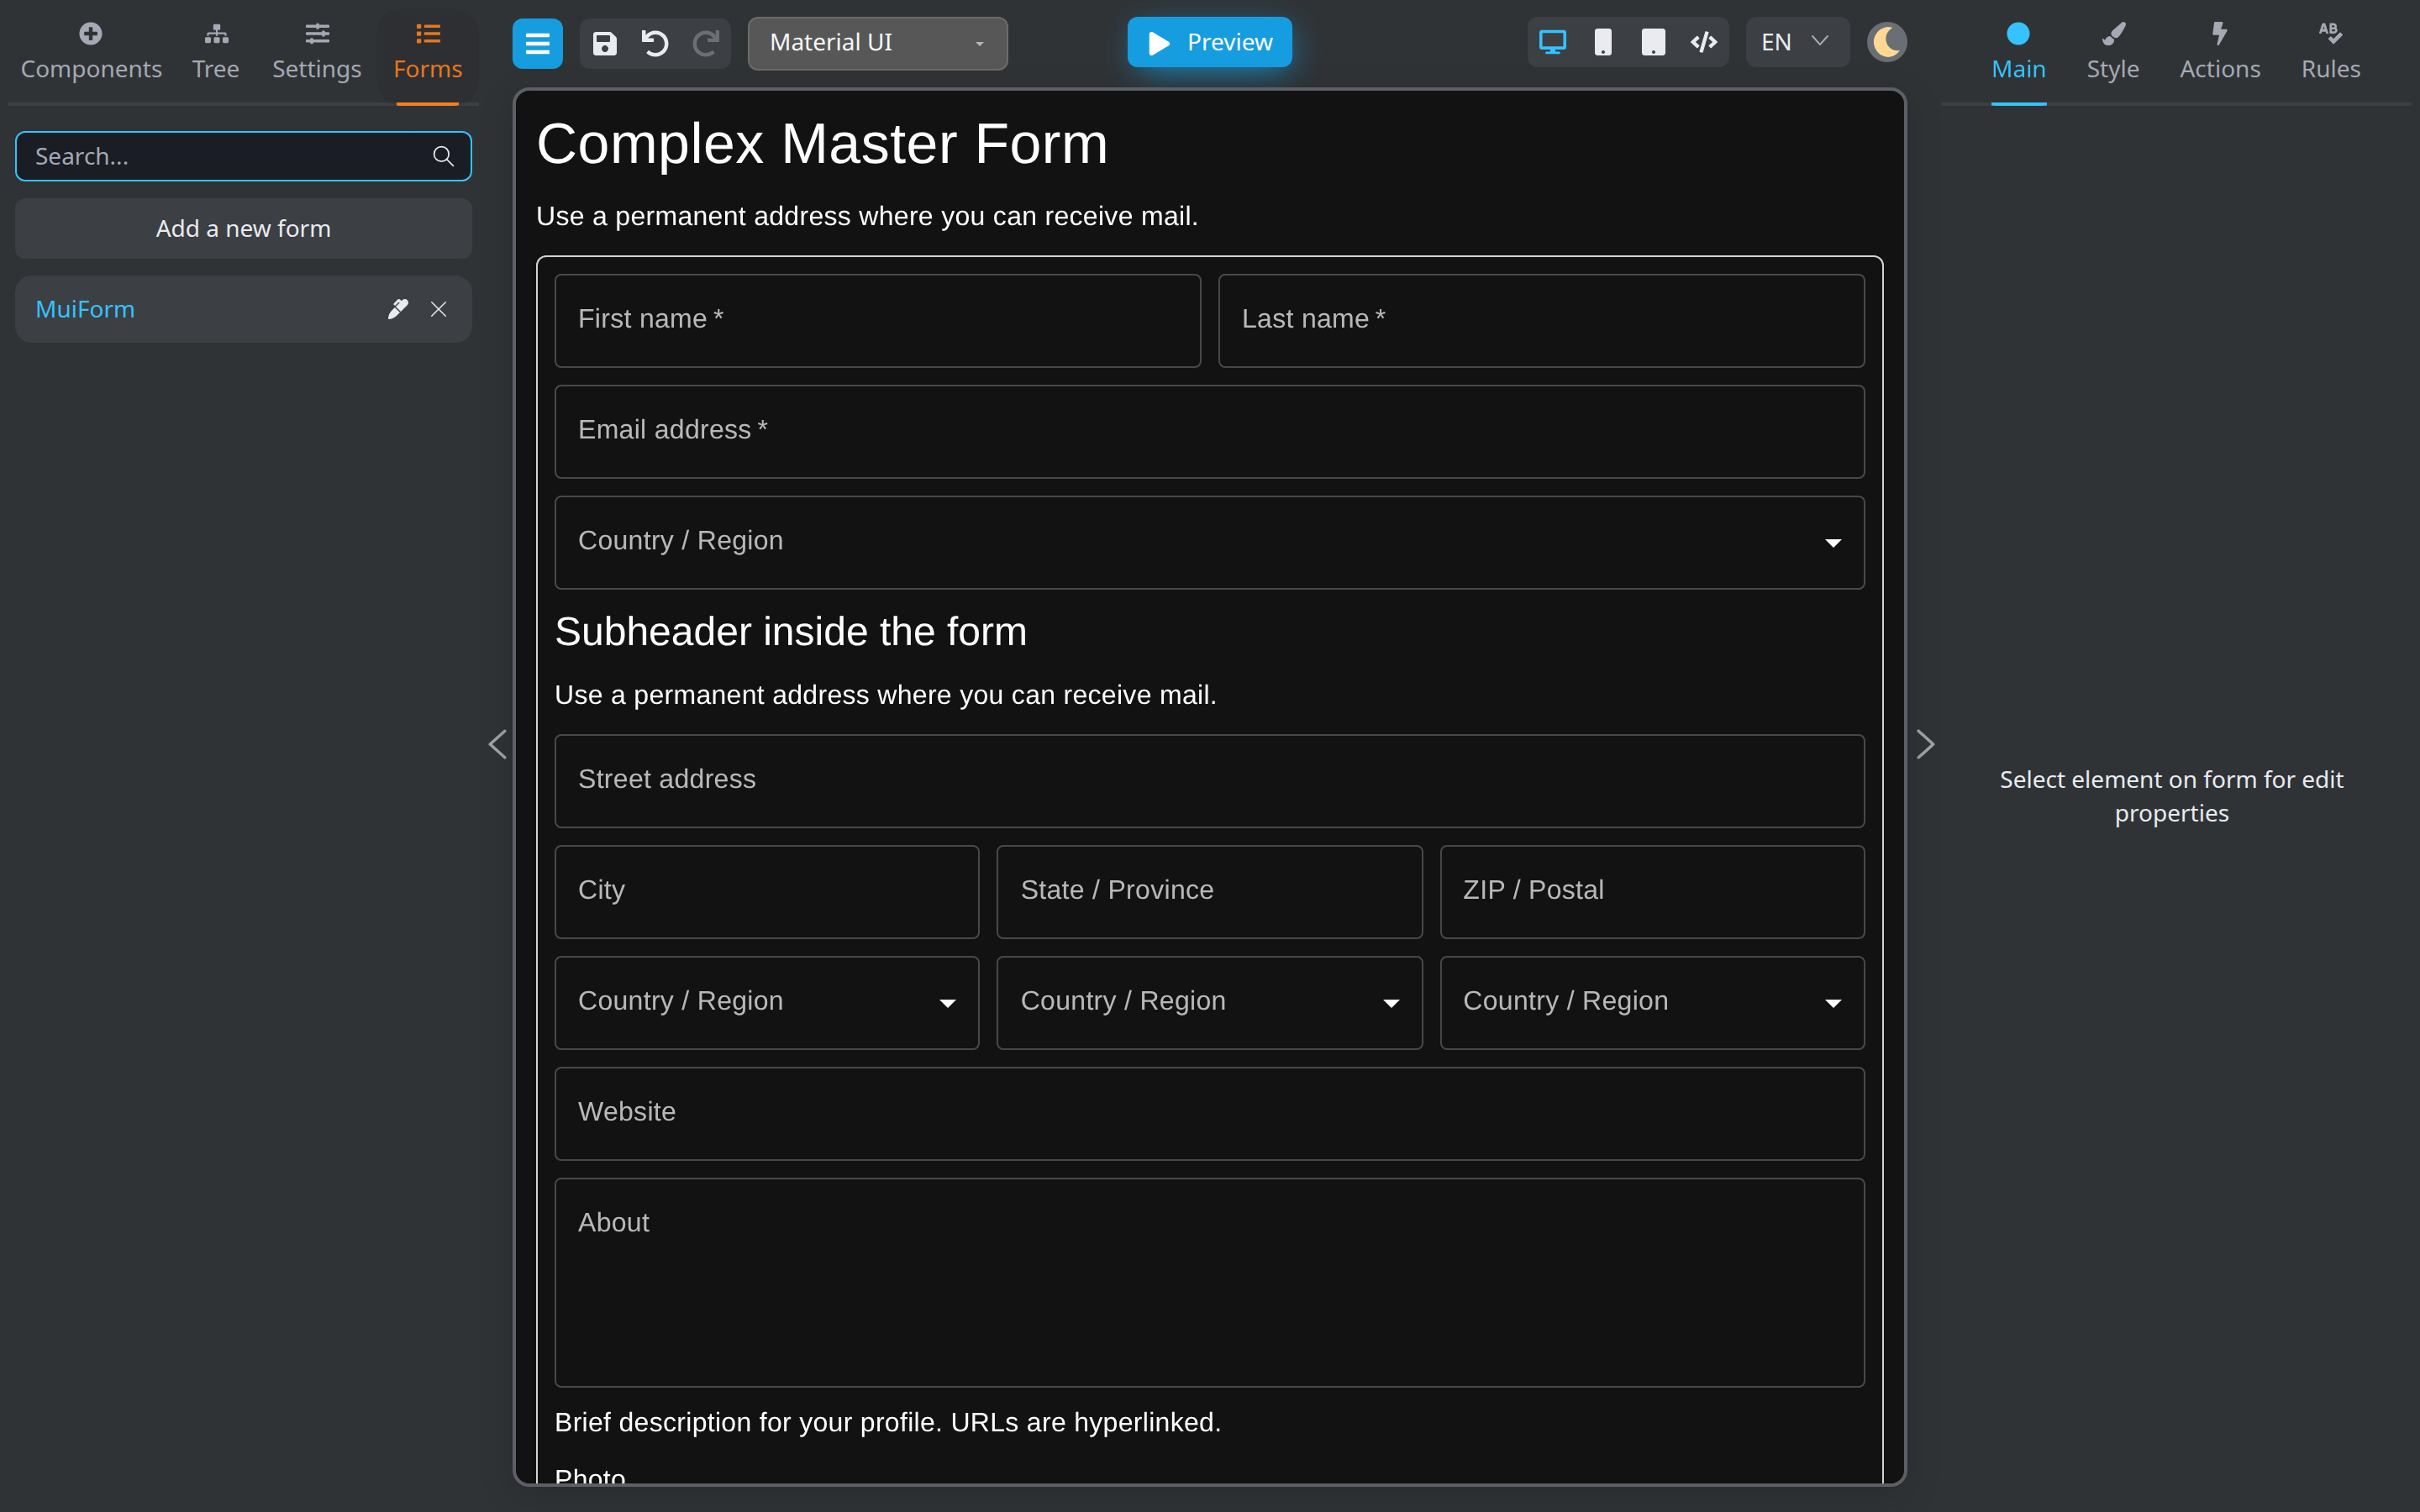 Components
Tree
Settings
Forms
Material UI
Preview
EN
Main
Style
Actions
Rules
Search...
Add a new form
MuiForm
Complex Master Form
Use a permanent address where you can receive mail.
First name *
Last name *
Email address *
Country / Region
Subheader inside the form
Use a permanent address where you can receive mail.
Street address
City
State / Province
ZIP / Postal
Country / Region
Country / Region
Country / Region
Website
About
Brief description for your profile. URLs are hyperlinked.
Photo
Select element on form for edit
properties